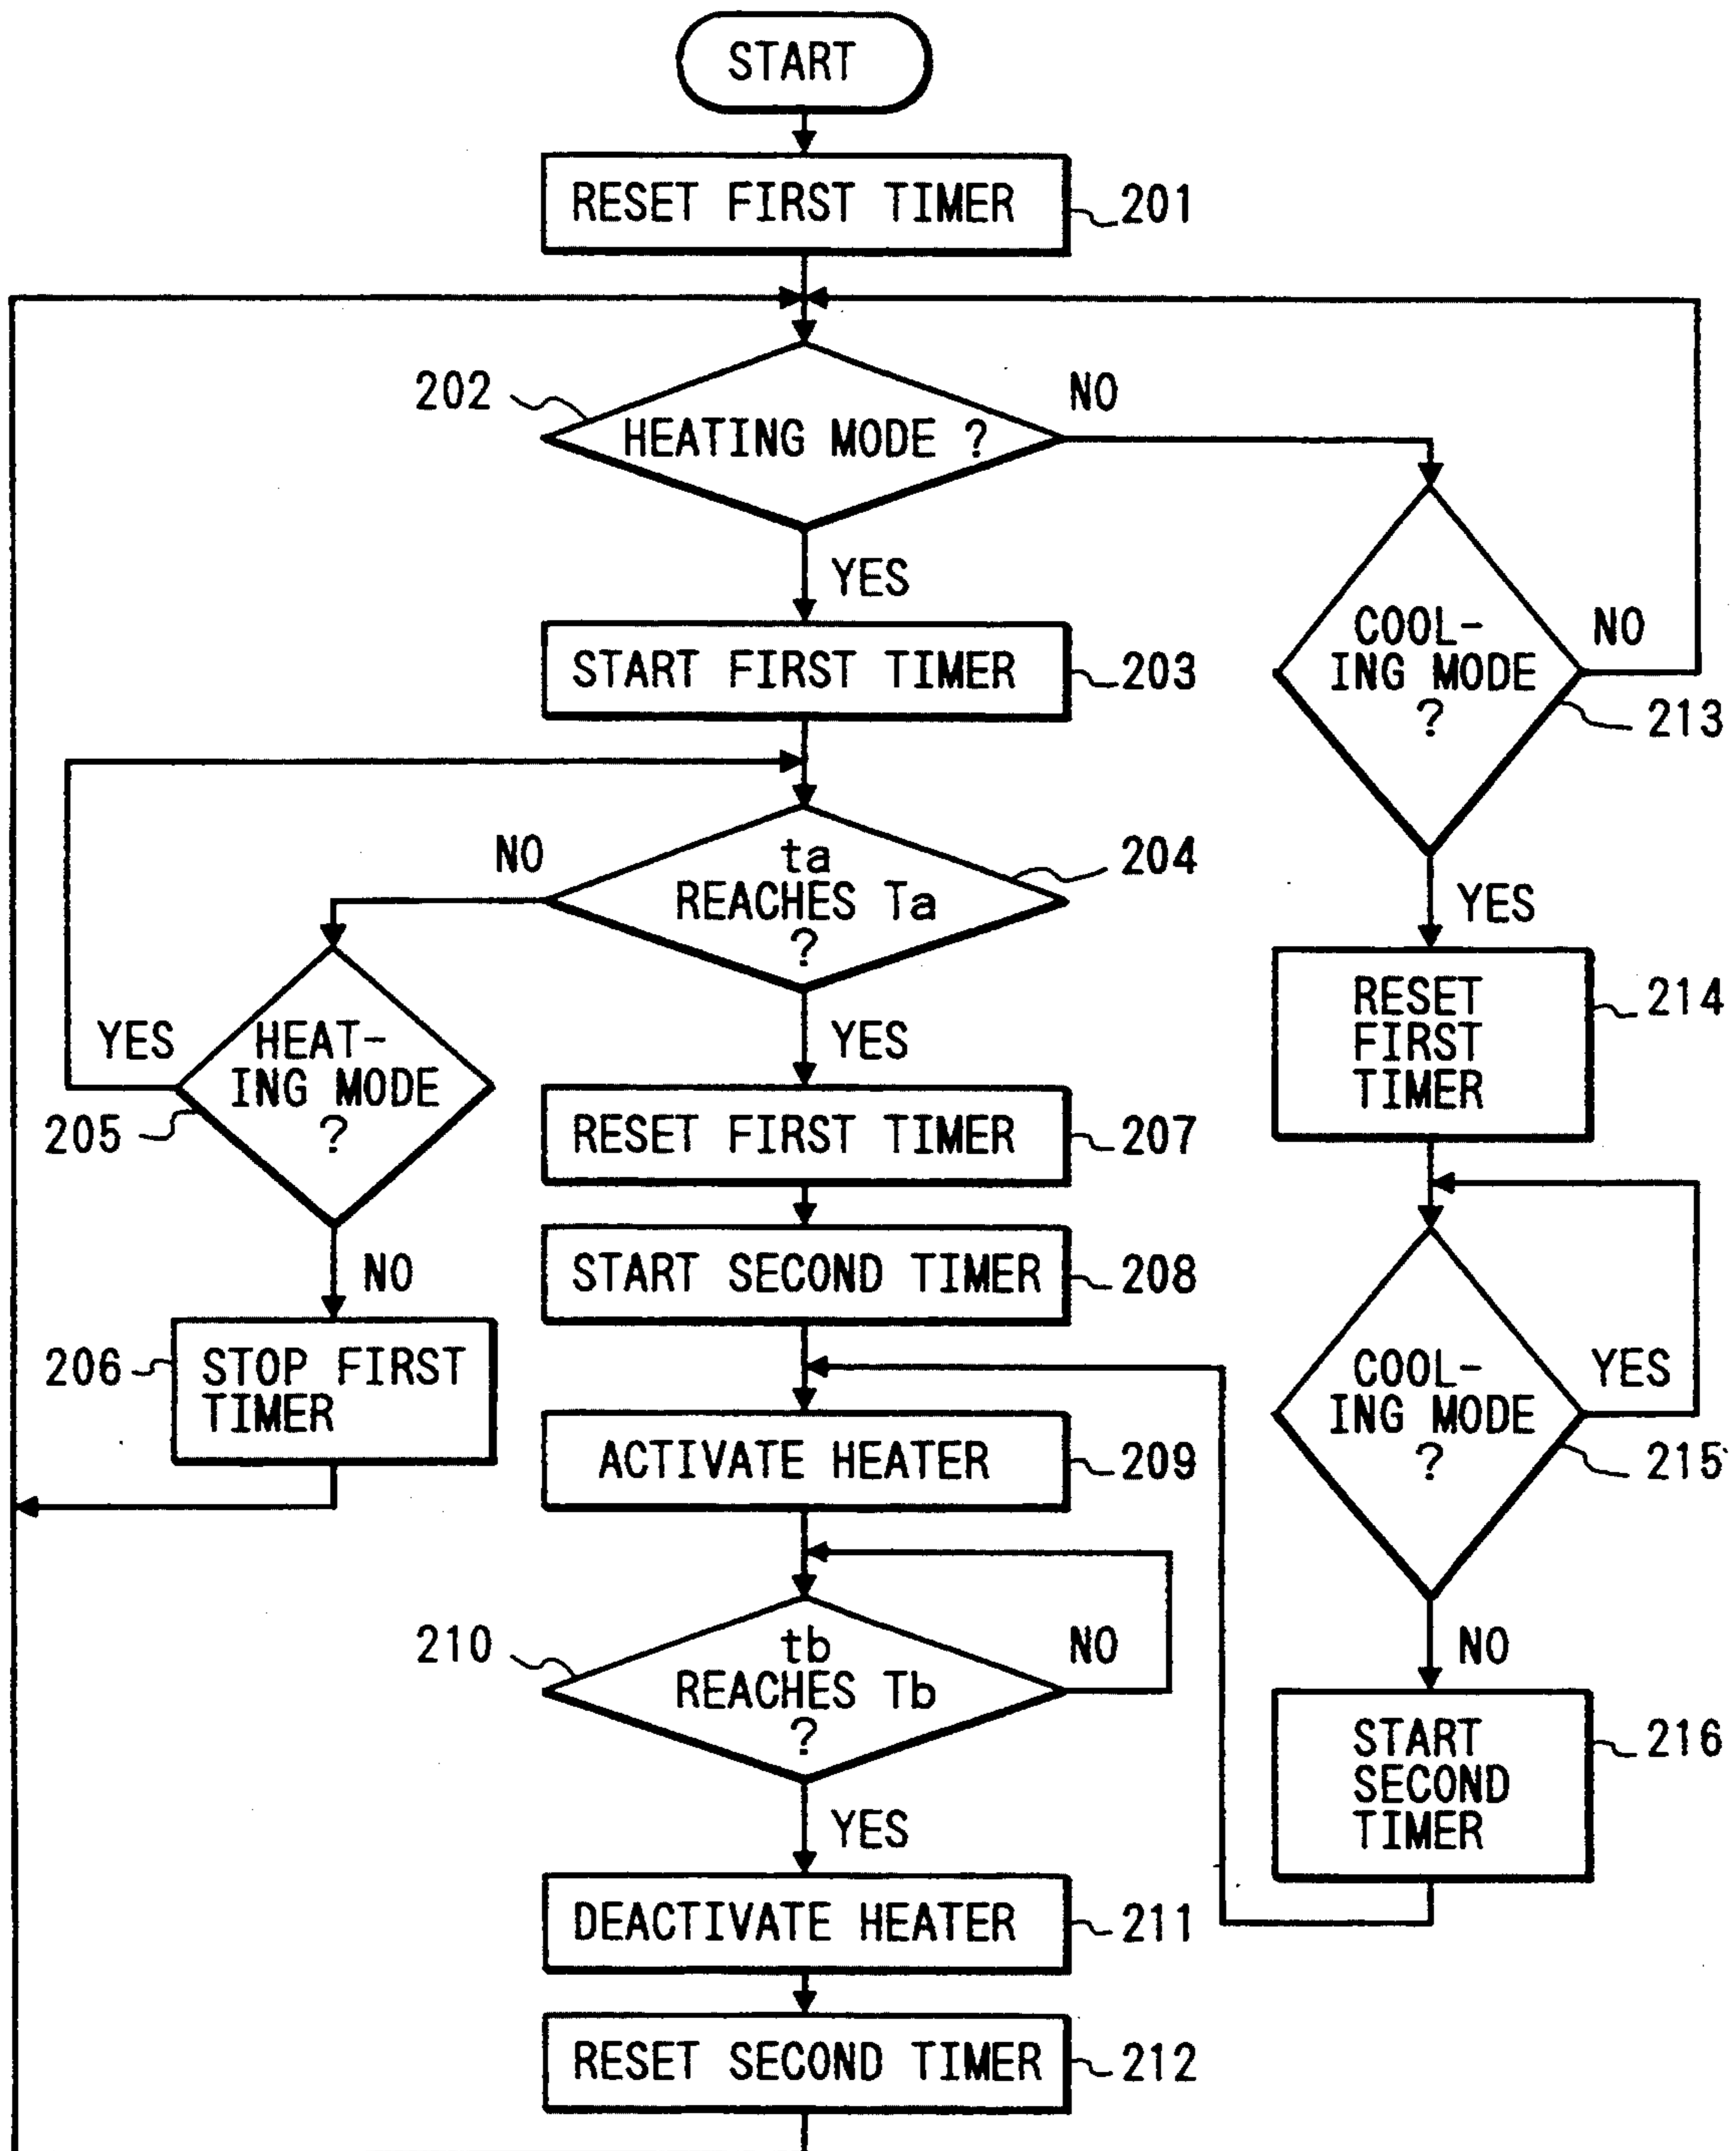 START
RESET FIRST TIMER
201
202
HEATING MODE ?
NO
YES
START FIRST TIMER
203
COOL-
ING MODE
?
NO
213
NO
ta
REACHES Ta
?
204
YES
YES
HEAT-
ING MODE
?
205
YES
RESET
FIRST
TIMER
214
RESET FIRST TIMER
207
NO
START SECOND TIMER
208
206
STOP FIRST
TIMER
COOL-
ING MODE
?
YES
215
ACTIVATE HEATER
209
210
tb
REACHES Tb
?
NO
NO
START
SECOND
TIMER
216
YES
DEACTIVATE HEATER
211
RESET SECOND TIMER
212